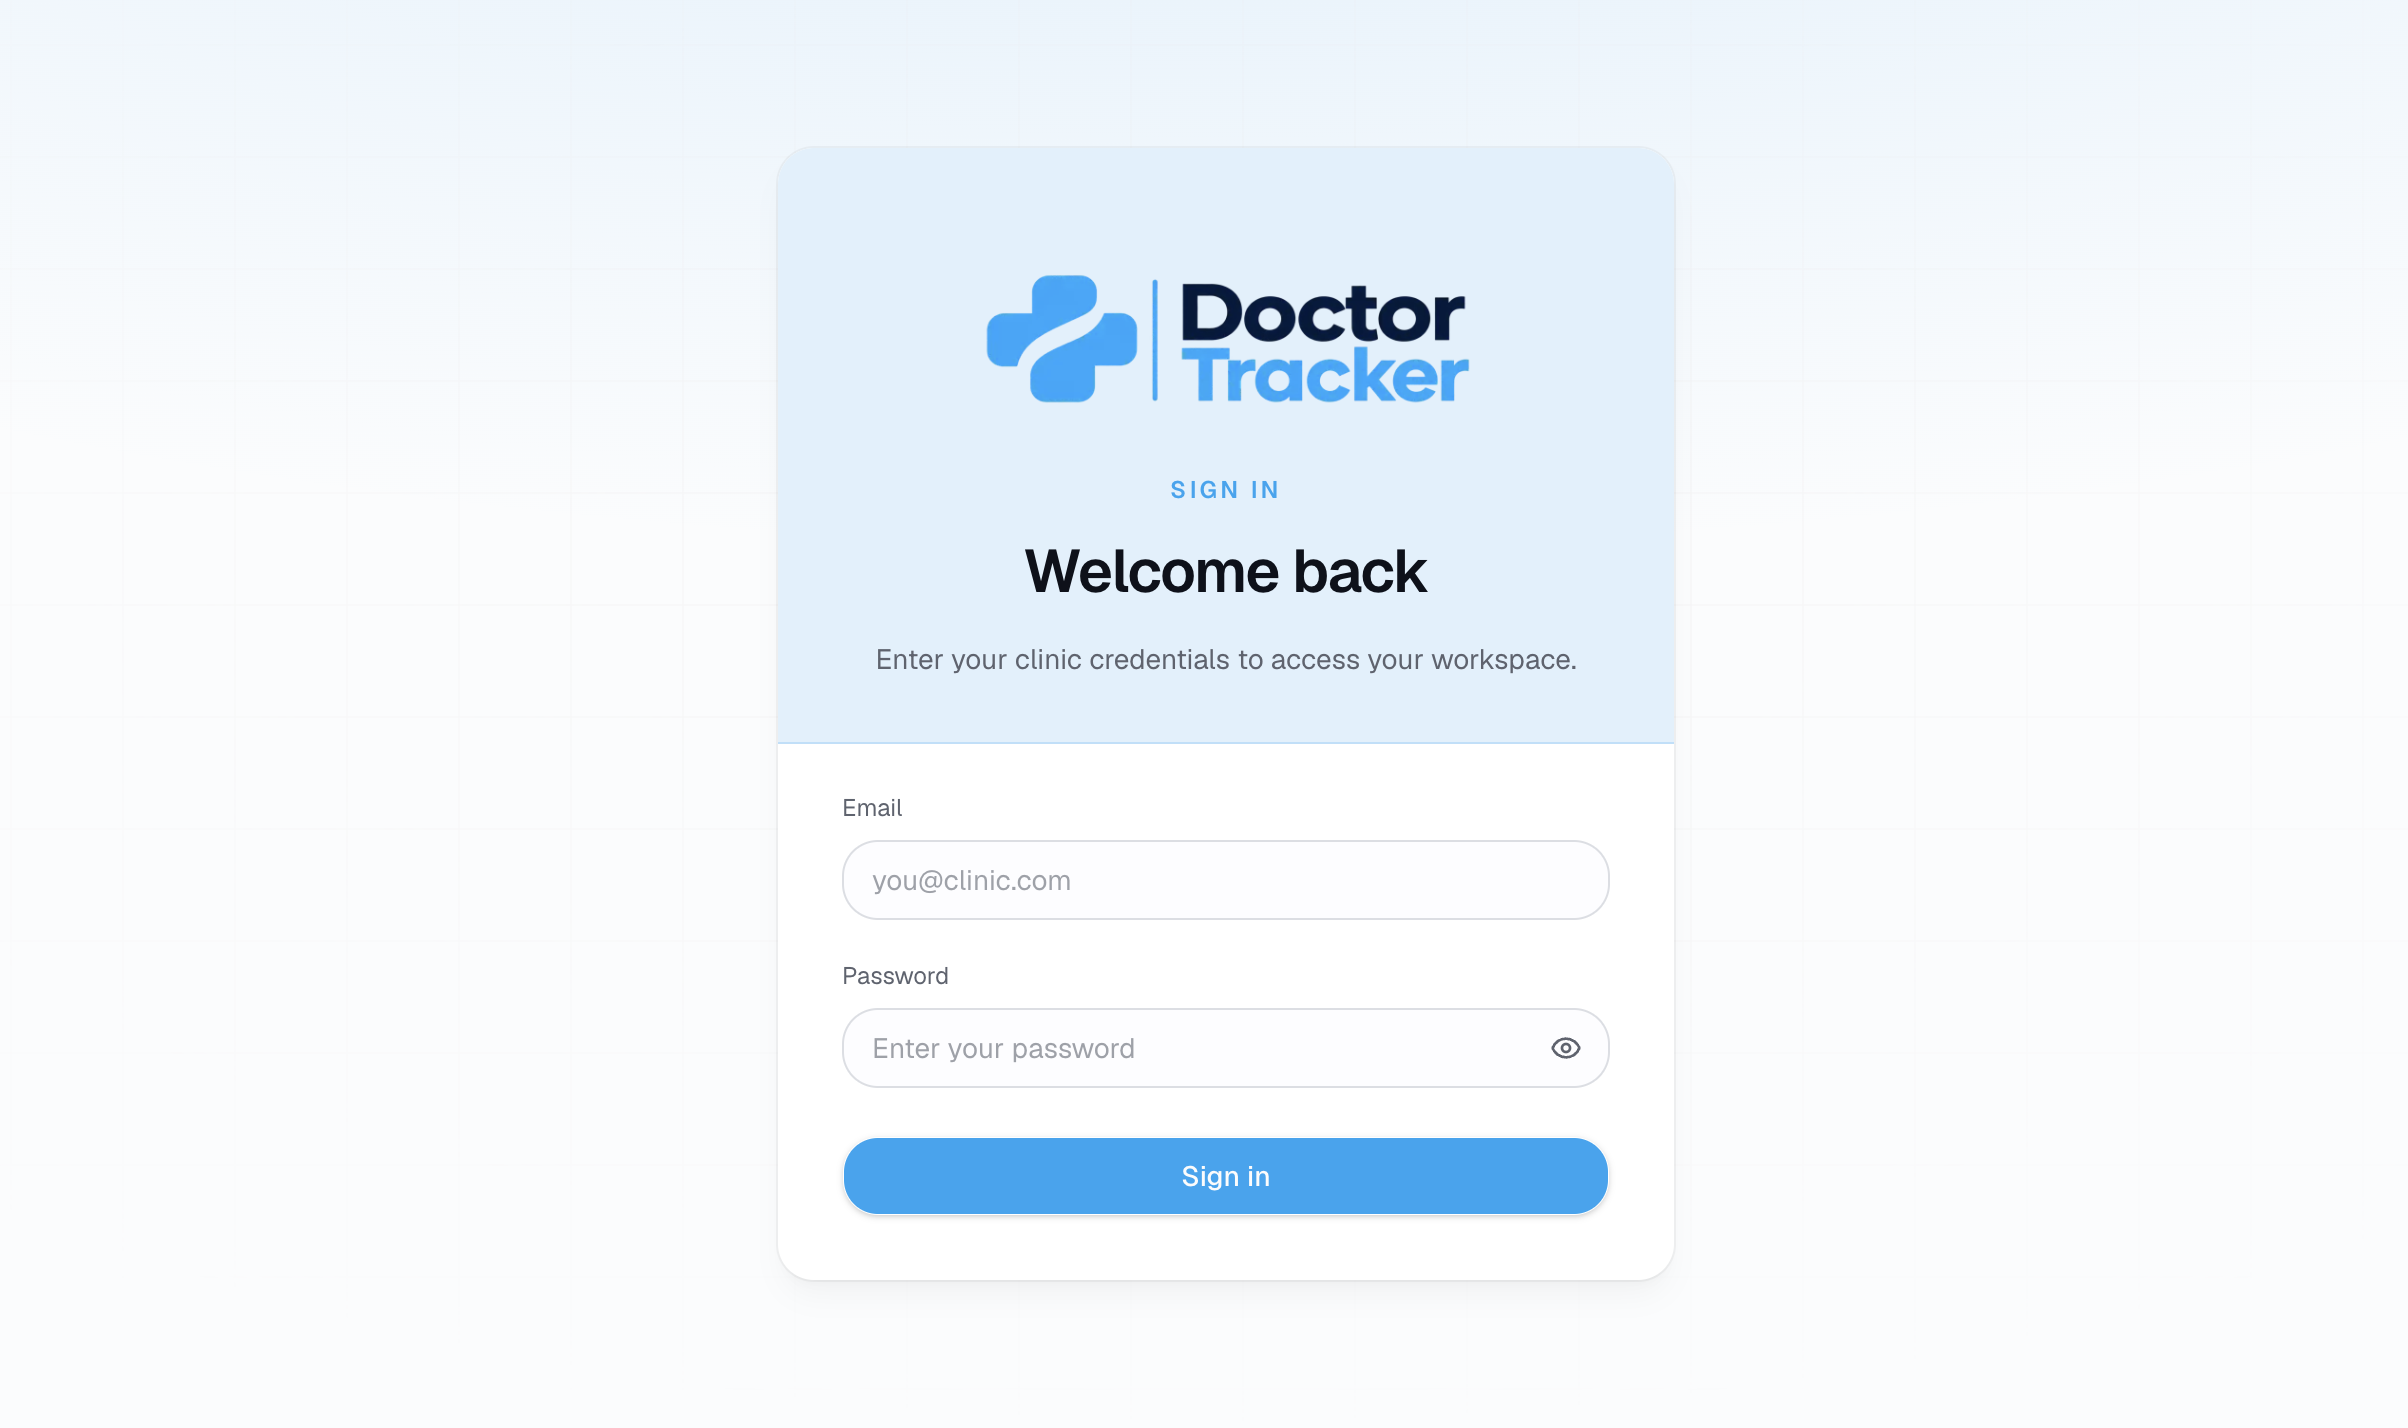 Doctor
Tracker
SIGN IN
Welcome back
Enter your clinic credentials to access your workspace.
Email
you@clinic.com
Password
Enter your password
Sign in